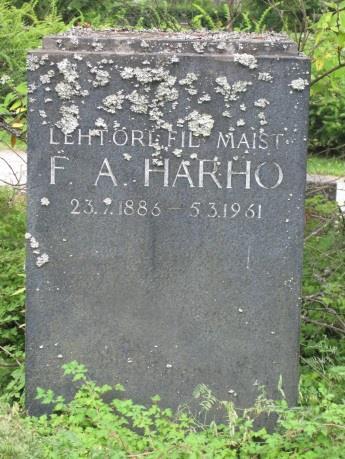 LEHTORI FIL MAIST
F. A. HARHO
23.7.1886 – 5.3.1961